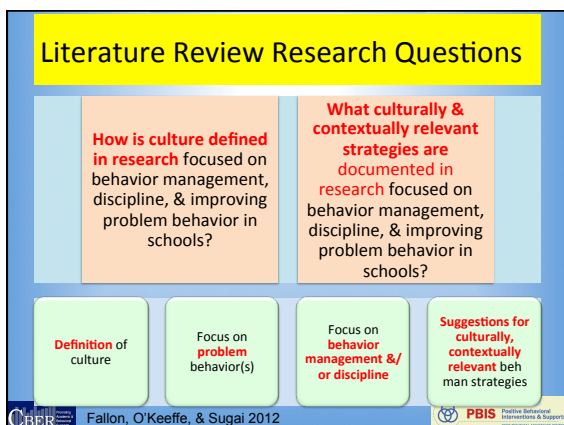 Literature Review Research Questions
How is culture defined
in research focused on
behavior management,
discipline, & improving
problem behavior in
schools?
What culturally &
contextually relevant
strategies are
documented in
research focused on
behavior management,
discipline, & improving
problem behavior in
schools?
Definition of
culture
Focus on
problem
behavior(s)
Focus on
behavior
management &/
or discipline
Suggestions for
culturally,
contextually
relevant beh
man strategies
CBER
Fallon, O'Keeffe, & Sugai 2012
PBIS Positive Behavioral
Interventions & Supports